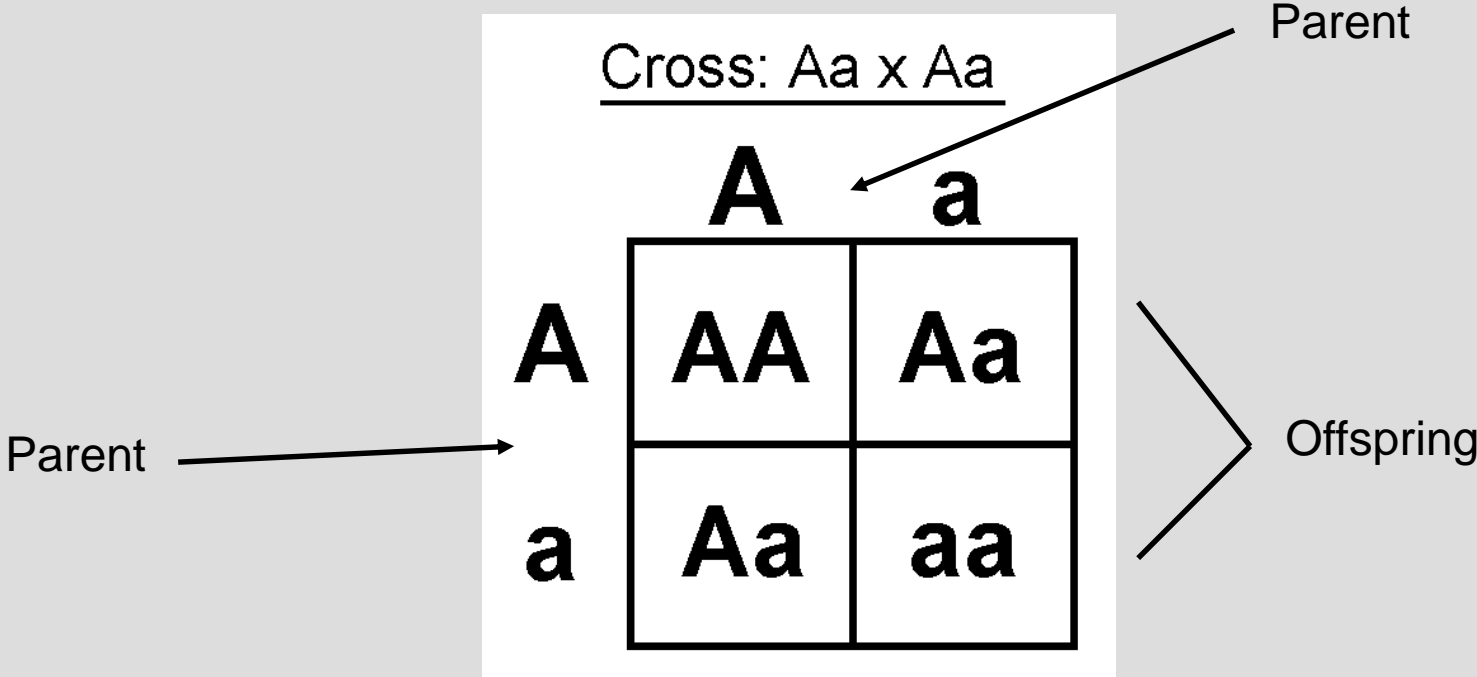 Parent
Cross: Aa x Aa
A a
A AA Aa
Parent
Offspring
a Aa aa